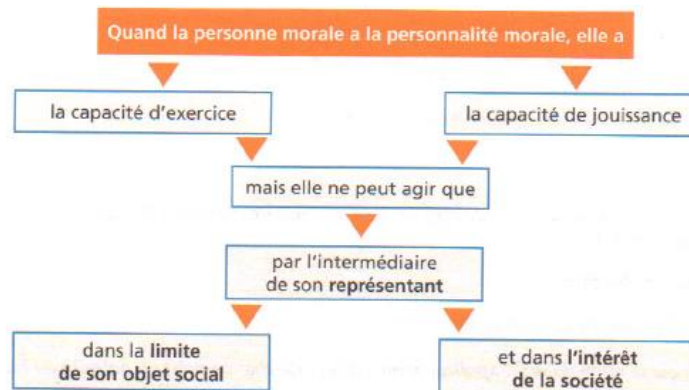 Quand la personne morale a la personnalité morale, elle a
la capacité d'exercice
la capacité de jouissance
mais elle ne peut agir que
par l'intermédiaire
de son représentant
dans la limite
de son objet social
et dans l'intérêt
de la société